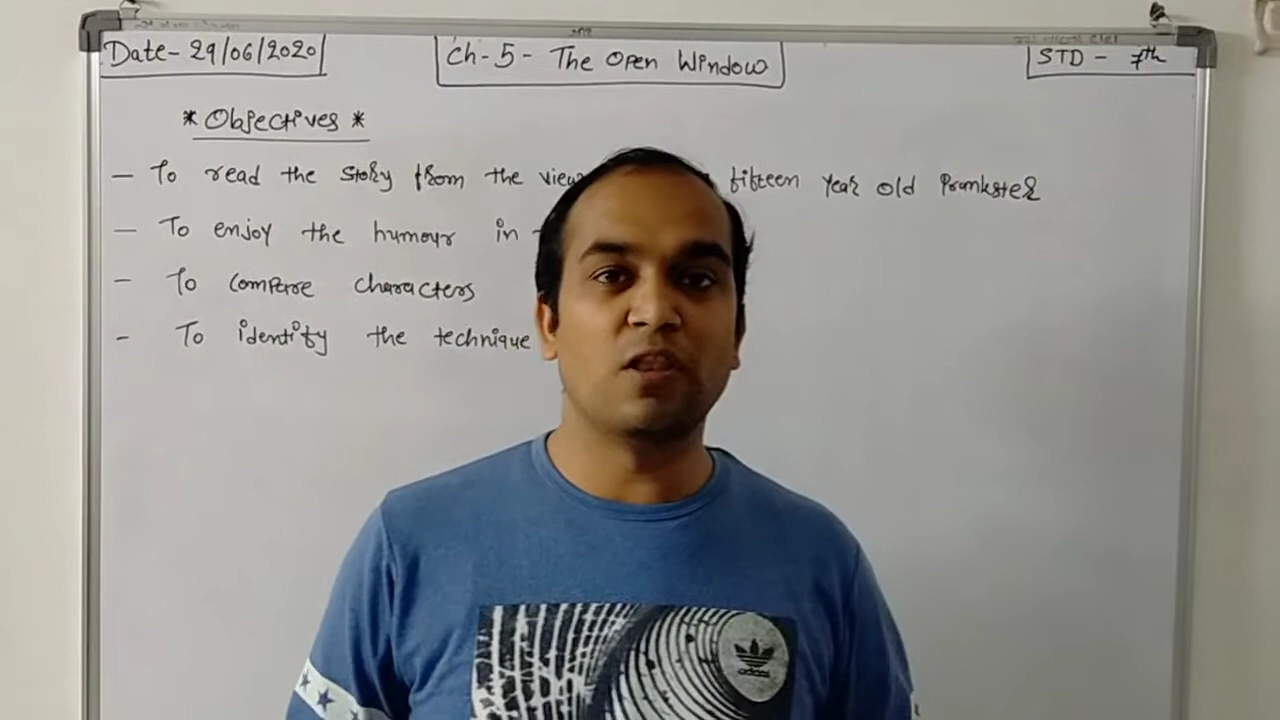 Date- 29/06/2020
Ch-5- The Open Window
STD - 7th
* Objectives *
- To read the story from the view fifteen year old Prankster
- To enjoy the humour in
- To compare characters
- To identify the technique
adidas